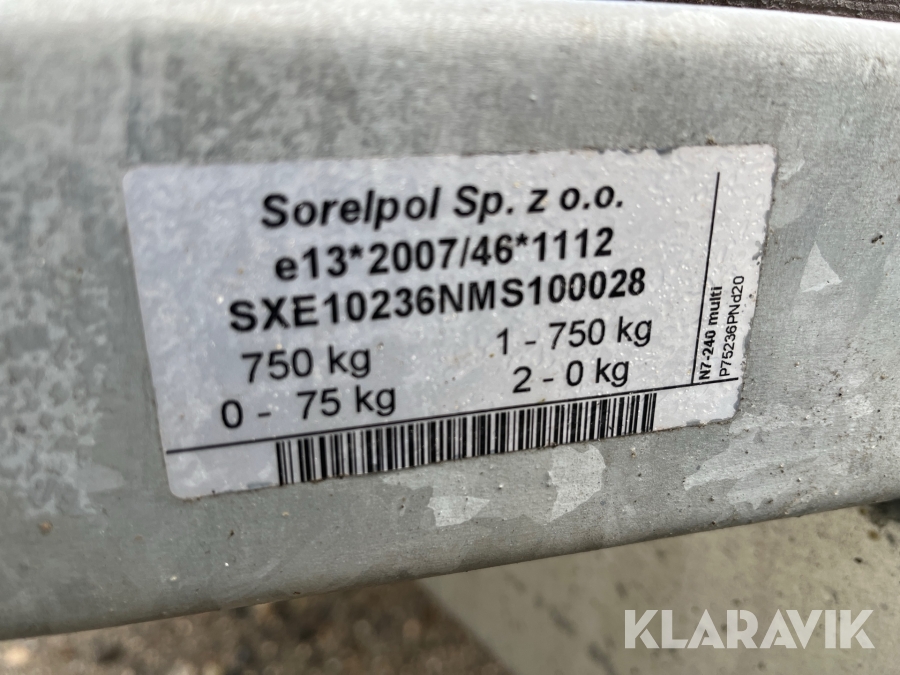 Sorelpol Sp. z o.o.
e13*2007/46*1112
SXE10236NMS100028
750 kg
1 - 750 kg
0 - 75 kg
2 - 0 kg
N7-240 multi
P75236PNd20
KLARAVIK